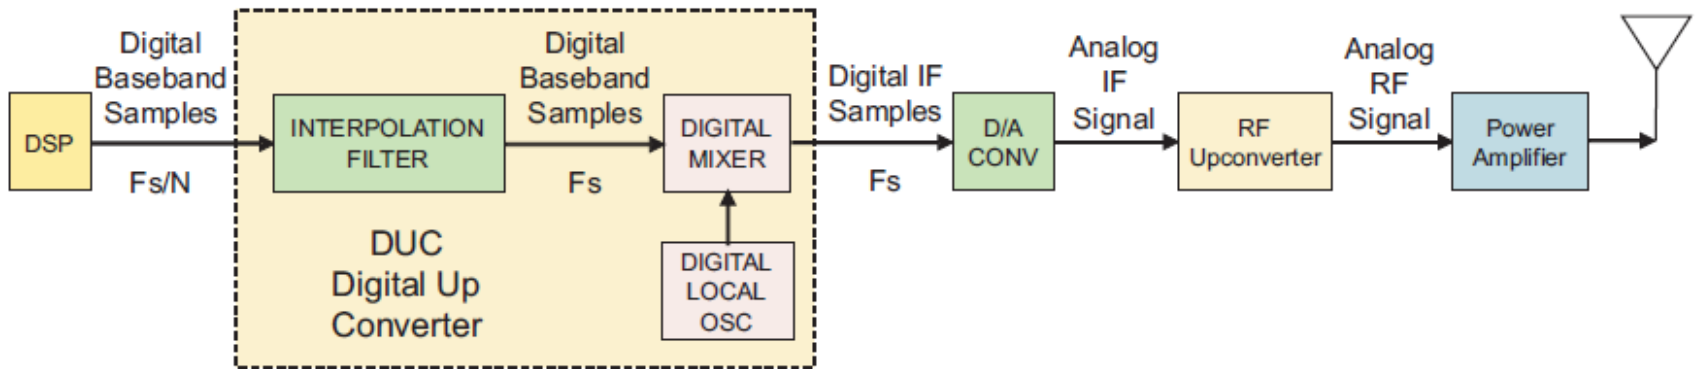 DSP
Digital
Baseband
Samples
Fs/N
INTERPOLATION
FILTER
Digital
Baseband
Samples
Fs
DIGITAL
MIXER
DIGITAL
LOCAL
OSC
DUC
Digital Up
Converter
Digital IF
Samples
Fs
D/A
CONV
Analog
IF
Signal
RF
Upconverter
Analog
RF
Signal
Power
Amplifier